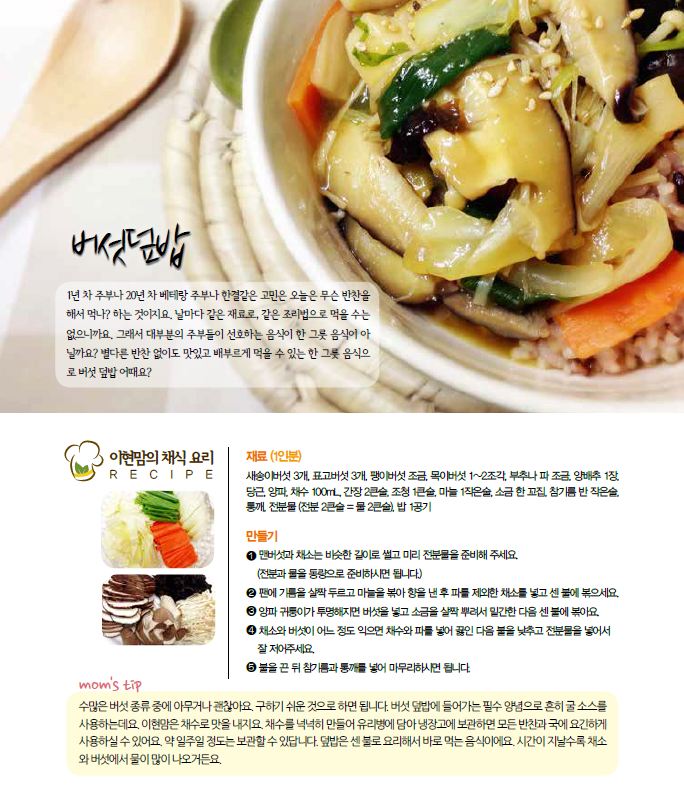 버섯덮밥
1년 차 주부나 20년 차 베테랑 주부나 한결같은 고민은 오늘은 무슨 반찬을
해서 먹나? 하는 것이지요. 날마다 같은 재료로, 같은 조리법으로 먹을 수는
없으니까요. 그래서 대부분의 주부들이 선호하는 음식이 한 그릇 음식이 아
닐까요? 별다른 반찬 없이도 맛있고 배부르게 먹을 수 있는 한 그릇 음식으
로 버섯 덮밥 어때요?
이현맘의 채식 요리
RECIPE
재료 (1인분)
새송이버섯 3개, 표고버섯 3개, 팽이버섯 조금, 목이버섯 1~2조각, 부추나 파 조금, 양배추 1장,
당근, 양파, 채수 100mL, 간장 2큰술, 조청 1큰술, 마늘 1작은술, 소금 한 꼬집, 참기름 반 작은술,
통깨, 전분물 (전분 2큰술 = 물 2큰술), 밥 1공기
만들기
❶ 맨버섯과 채소는 비슷한 길이로 썰고 미리 전분물을 준비해 주세요.
(전분과 물을 동량으로 준비하시면 됩니다.)
❷ 팬에 기름을 살짝 두르고 마늘을 볶아 향을 낸 후 파를 제외한 채소를 넣고 센 불에 볶으세요.
❸ 양파 귀퉁이가 투명해지면 버섯을 넣고 소금을 살짝 뿌려서 밑간한 다음 센 불에 볶아요.
❹ 채소와 버섯이 어느 정도 익으면 채수와 파를 넣어 끓인 다음 불을 낮추고 전분물을 넣어서
잘 저어주세요.
❺ 불을 끈 뒤 참기름과 통깨를 넣어 마무리하시면 됩니다.
mom's tip
수많은 버섯 종류 중에 아무거나 괜찮아요. 구하기 쉬운 것으로 하면 됩니다. 버섯 덮밥에 들어가는 필수 양념으로 흔히 굴 소스를
사용하는데요. 이현맘은 채수로 맛을 내지요. 채수를 넉넉히 만들어 유리병에 담아 냉장고에 보관하면 모든 반찬과 국에 요긴하게
사용하실 수 있어요. 약 일주일 정도는 보관할 수 있답니다. 덮밥은 센 불로 요리해서 바로 먹는 음식이에요. 시간이 지날수록 채소
와 버섯에서 물이 많이 나오거든요.